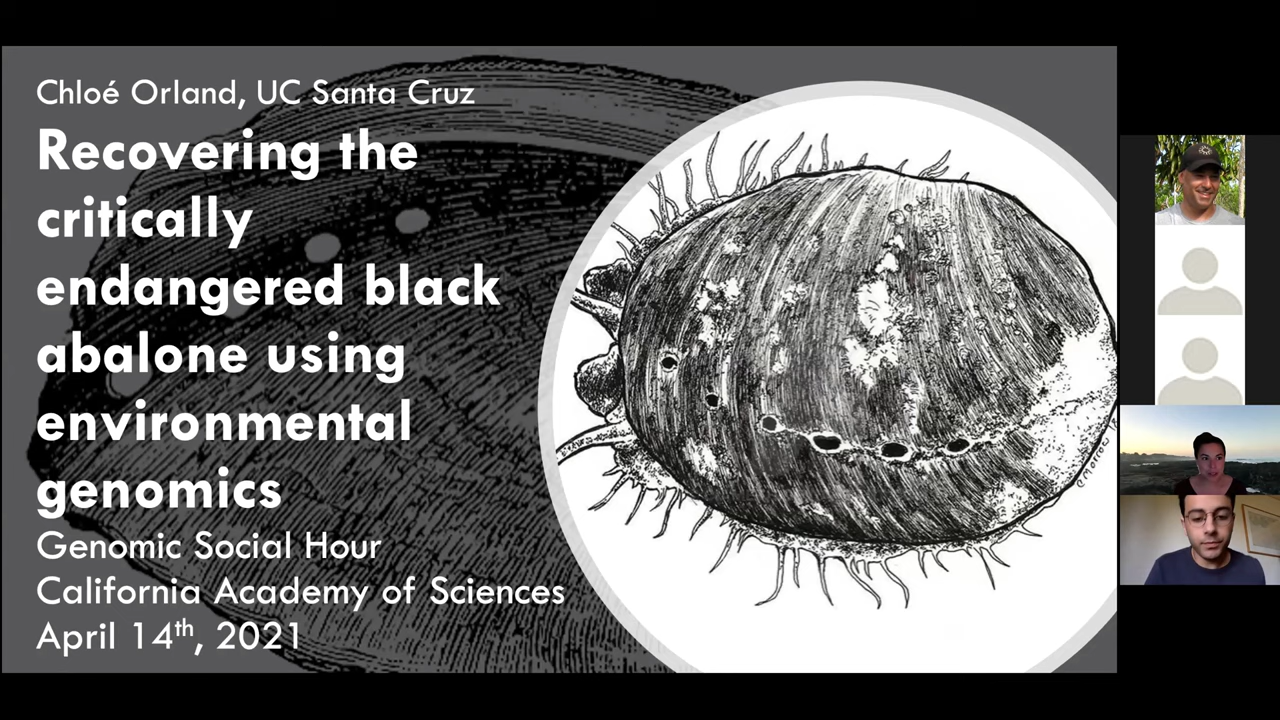 Chloé Orland, UC Santa Cruz
Recovering the
critically
endangered black
abalone using
environmental
genomics
Genomic Social Hour
California Academy of Sciences
April 14th, 2021